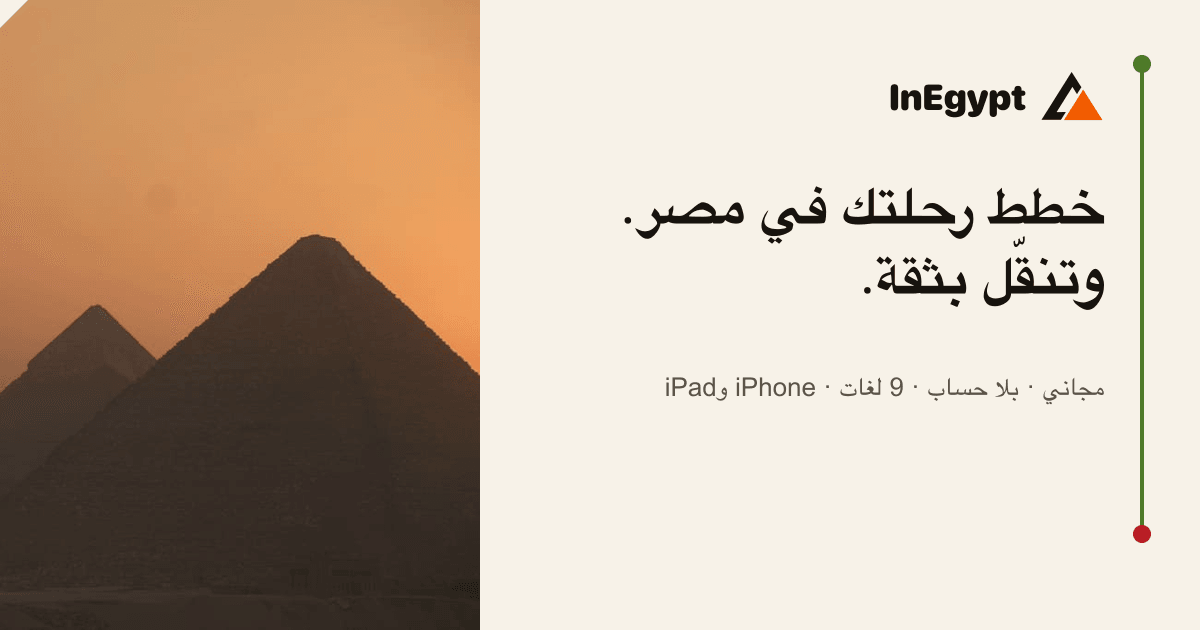 InEgypt
خطط رحلتك في مصر.
وتنقّل بثقة.
مجاني · بلا حساب · 9 لغات · iPhone وiPad